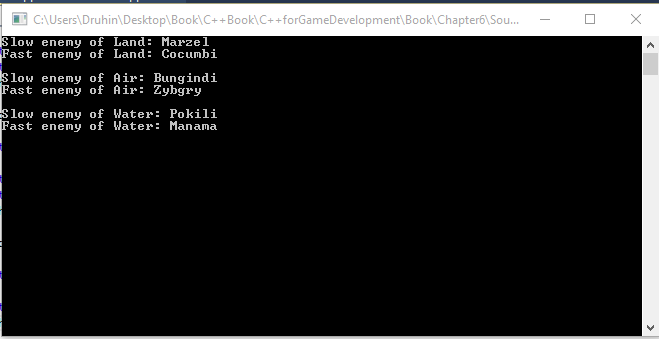 C:\Users\Druhin\Desktop\Book\C++Book\C++forGameDevelopment\Book\Chapter6\Sou...
Slow enemy of Land: Marzel
Fast enemy of Land: Cocumbi
Slow enemy of Air: Bungindi
Fast enemy of Air: Zybgry
Slow enemy of Water: Pokili
Fast enemy of Water: Manama